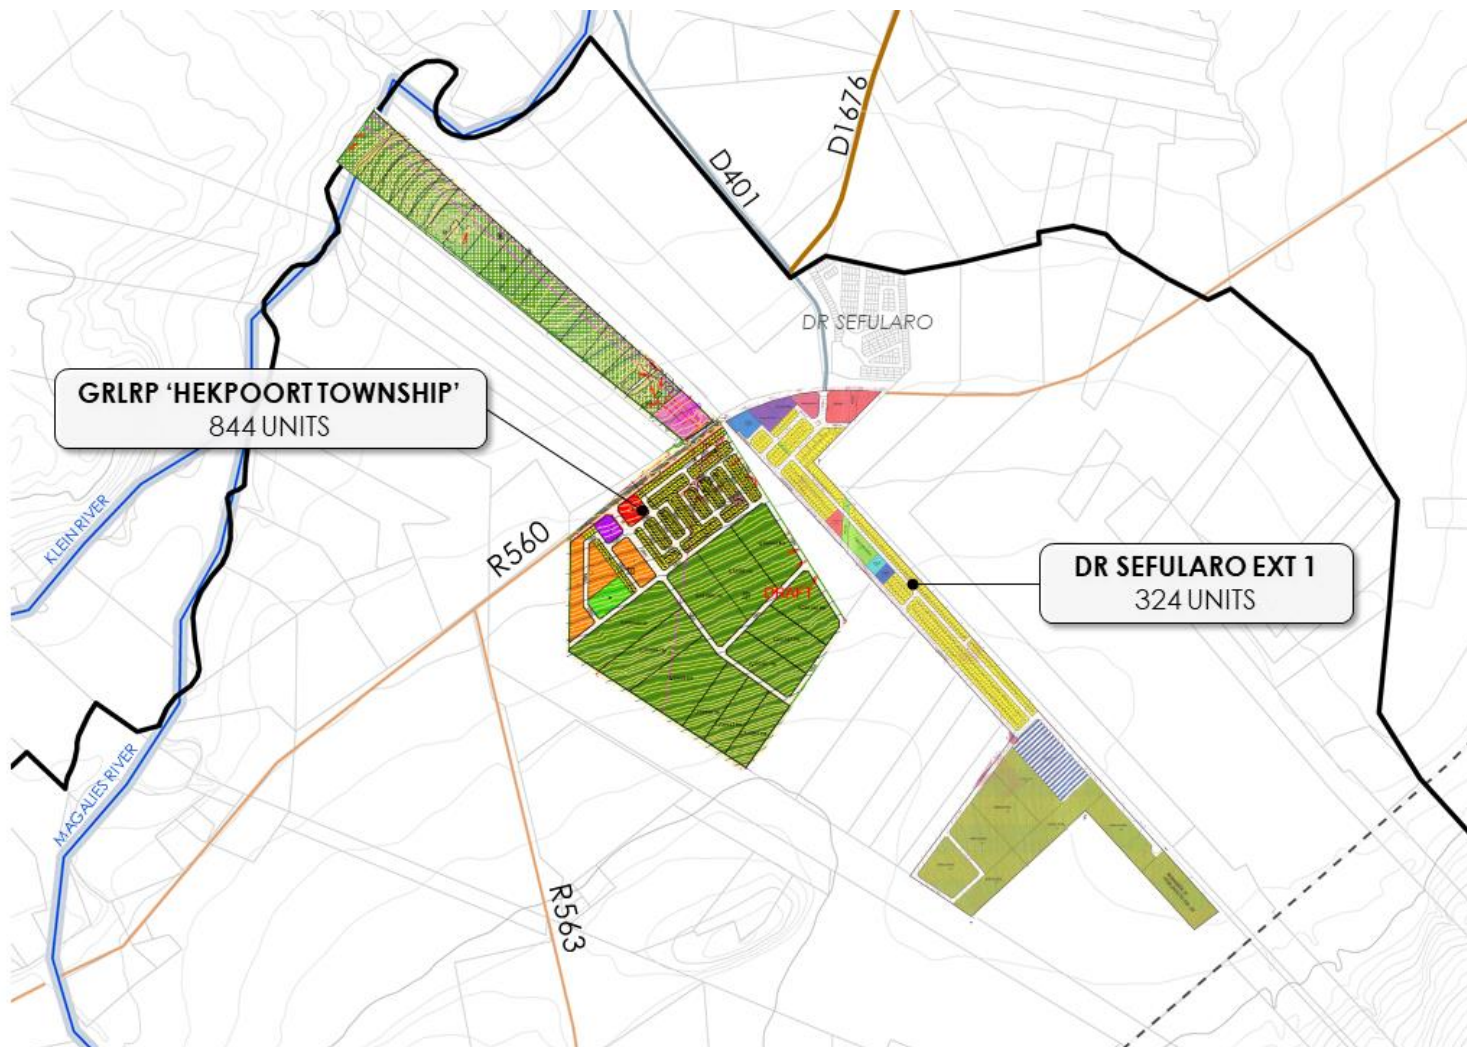 D1676
D401
DR SEFULARO
GRLRP ‘HEKPOORT TOWNSHIP’
844 UNITS
KLEIN RIVER
R560
DRAFT
DR SEFULARO EXT 1
324 UNITS
MAGALIES RIVER
R563